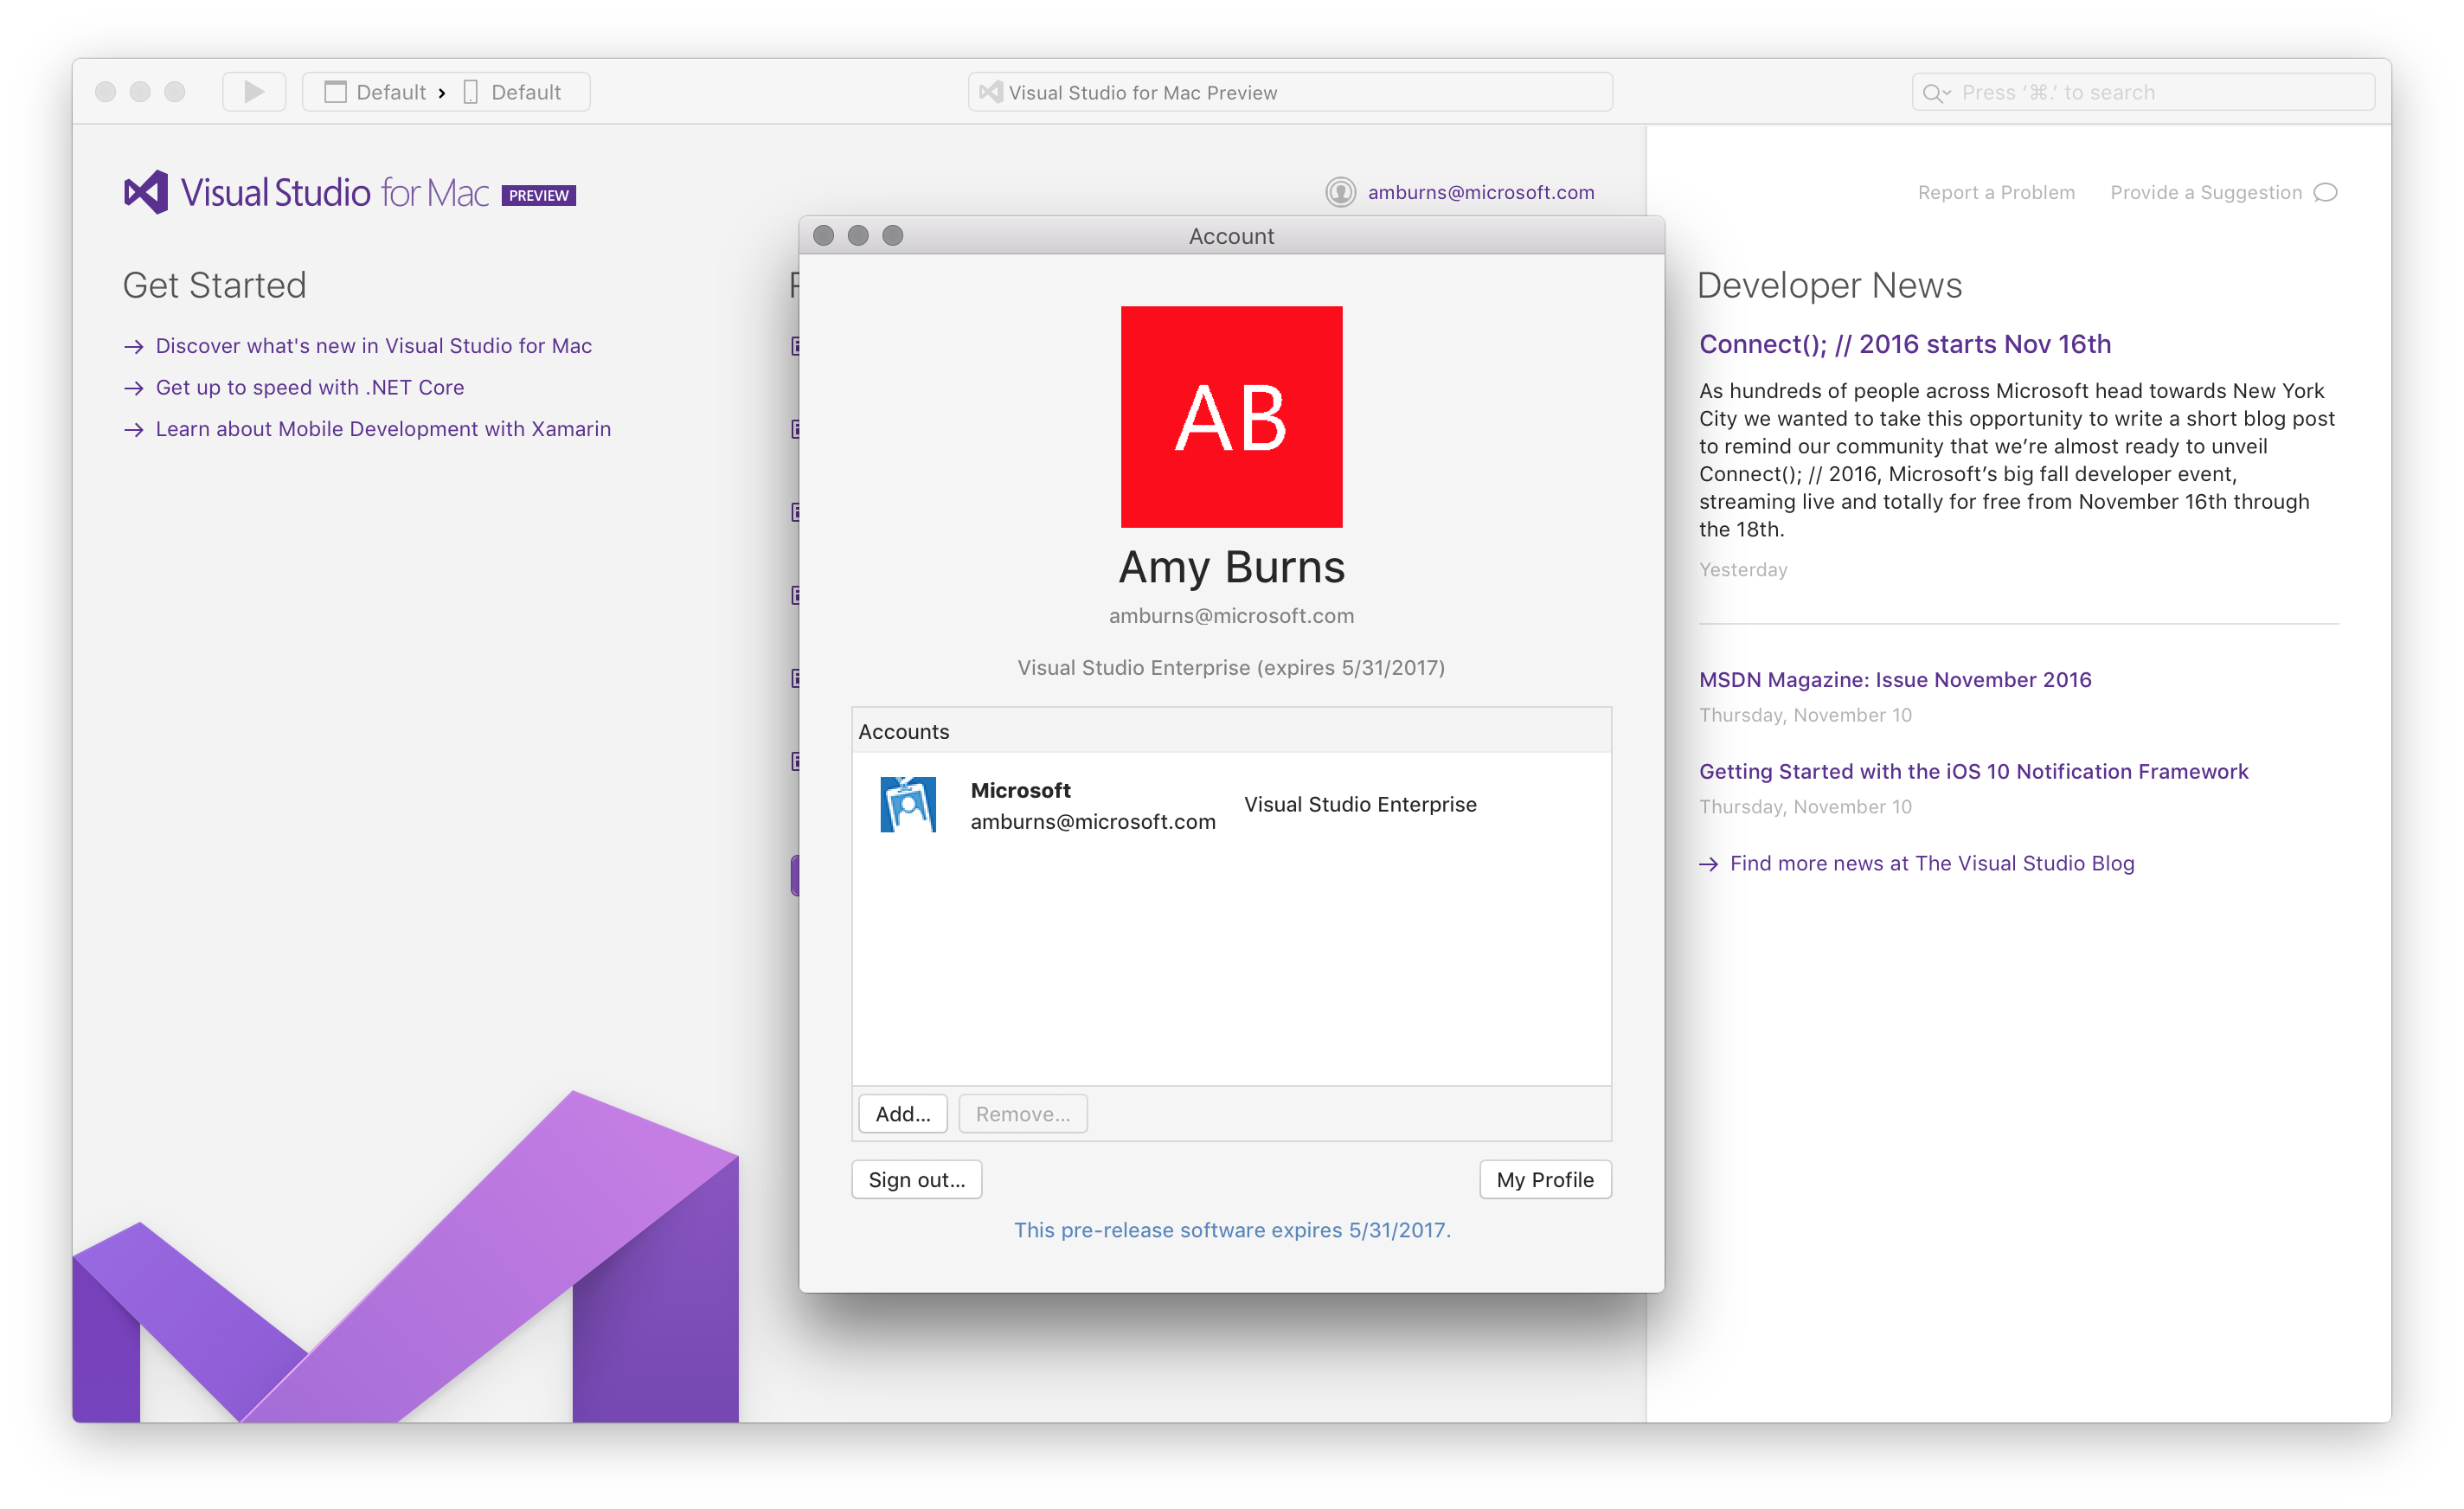 Default › Default
Visual Studio for Mac Preview
Press ‘⌘.’ to search
Visual Studio for Mac PREVIEW
amburns@microsoft.com
Report a Problem
Provide a Suggestion
Get Started
Discover what's new in Visual Studio for Mac
Get up to speed with .NET Core
Learn about Mobile Development with Xamarin
Account
AB
Amy Burns
amburns@microsoft.com
Visual Studio Enterprise (expires 5/31/2017)
Accounts
Microsoft
amburns@microsoft.com
Visual Studio Enterprise
Add...
Remove...
Sign out...
My Profile
This pre-release software expires 5/31/2017.
Developer News
Connect(); // 2016 starts Nov 16th
As hundreds of people across Microsoft head towards New York
City we wanted to take this opportunity to write a short blog post
to remind our community that we’re almost ready to unveil
Connect(); // 2016, Microsoft’s big fall developer event,
streaming live and totally for free from November 16th through
the 18th.
Yesterday
MSDN Magazine: Issue November 2016
Thursday, November 10
Getting Started with the iOS 10 Notification Framework
Thursday, November 10
Find more news at The Visual Studio Blog